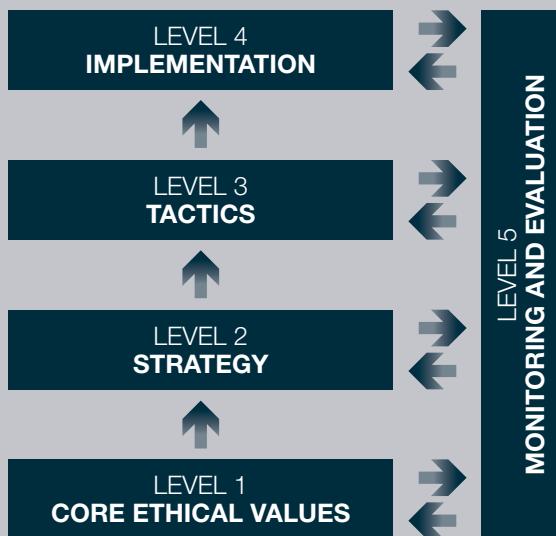 LEVEL 4
IMPLEMENTATION
LEVEL 3
TACTICS
LEVEL 2
STRATEGY
LEVEL 1
CORE ETHICAL VALUES
LEVEL 5
MONITORING AND EVALUATION